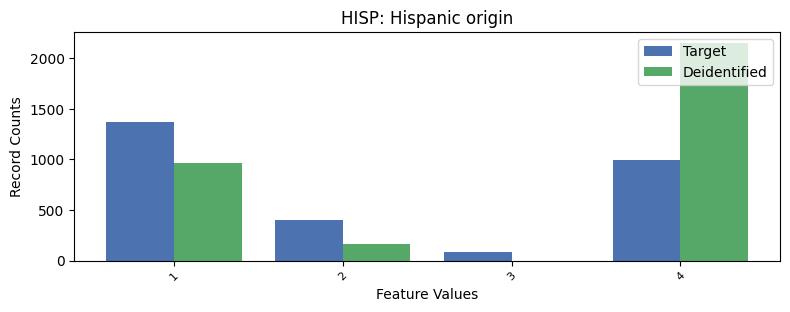 HISP: Hispanic origin
Target
Deidentified
Record Counts
2000
1500
1000
500
0
1
2
3
4
Feature Values